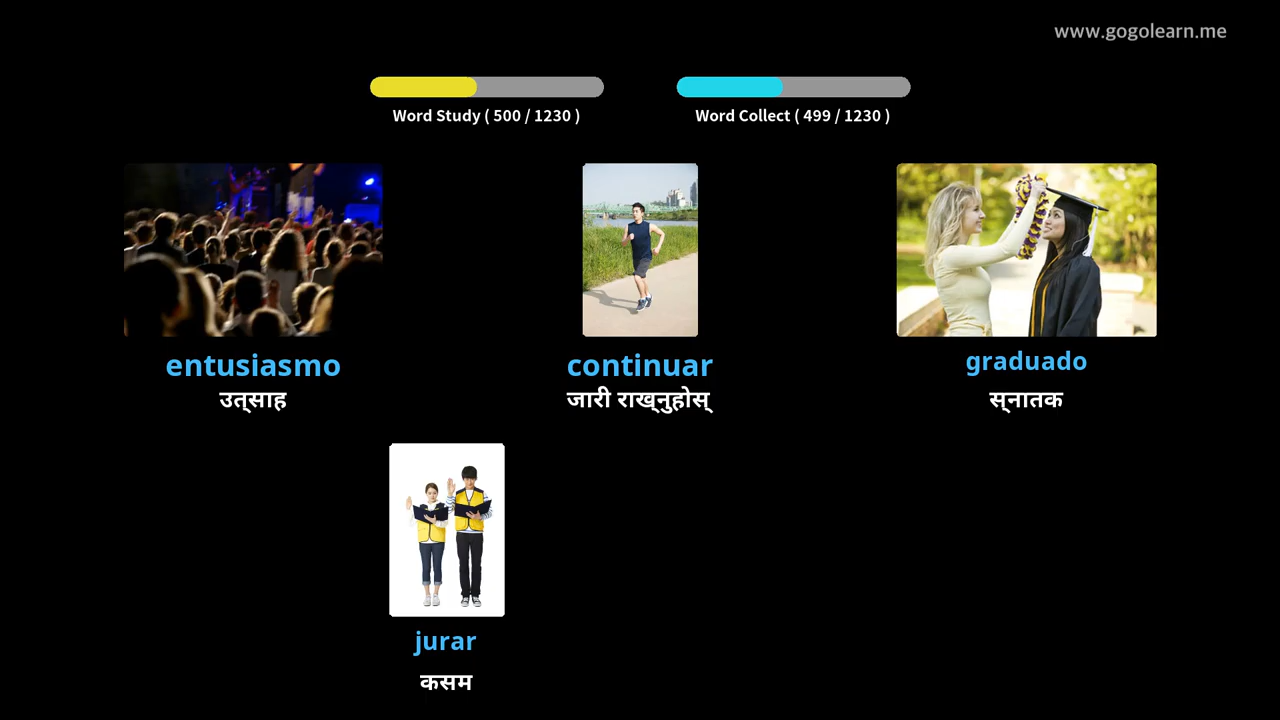 www.gogolearn.me
Word Study ( 500 / 1230 )
Word Collect ( 499 / 1230 )
entusiasmo
उत्साह
continuar
जारी राख्नुहोस्
graduado
स्नातक
jurar
कसम